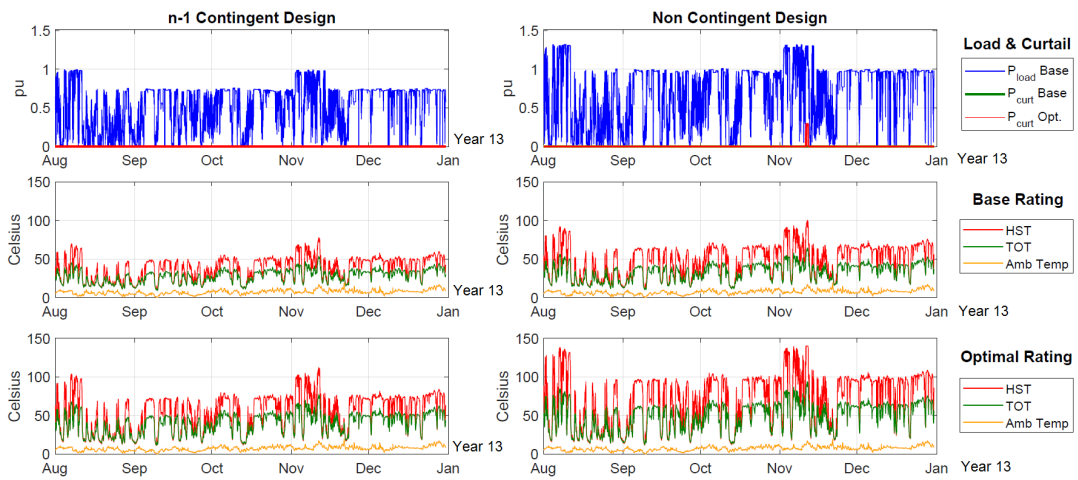 n-1 Contingent Design
Non Contingent Design
1.5
1
0.5
0
pu
Aug Sep Oct Nov Dec Jan
Year 13
1.5
1
0.5
0
pu
Aug Sep Oct Nov Dec Jan
Year 13
Load & Curtail
P load Base
P curt Base
P curt Opt.
150
100
50
0
Celsius
Aug Sep Oct Nov Dec Jan
Year 13
150
100
50
0
Celsius
Aug Sep Oct Nov Dec Jan
Year 13
Base Rating
HST
TOT
Amb Temp
150
100
50
0
Celsius
Aug Sep Oct Nov Dec Jan
Year 13
150
100
50
0
Celsius
Aug Sep Oct Nov Dec Jan
Year 13
Optimal Rating
HST
TOT
Amb Temp